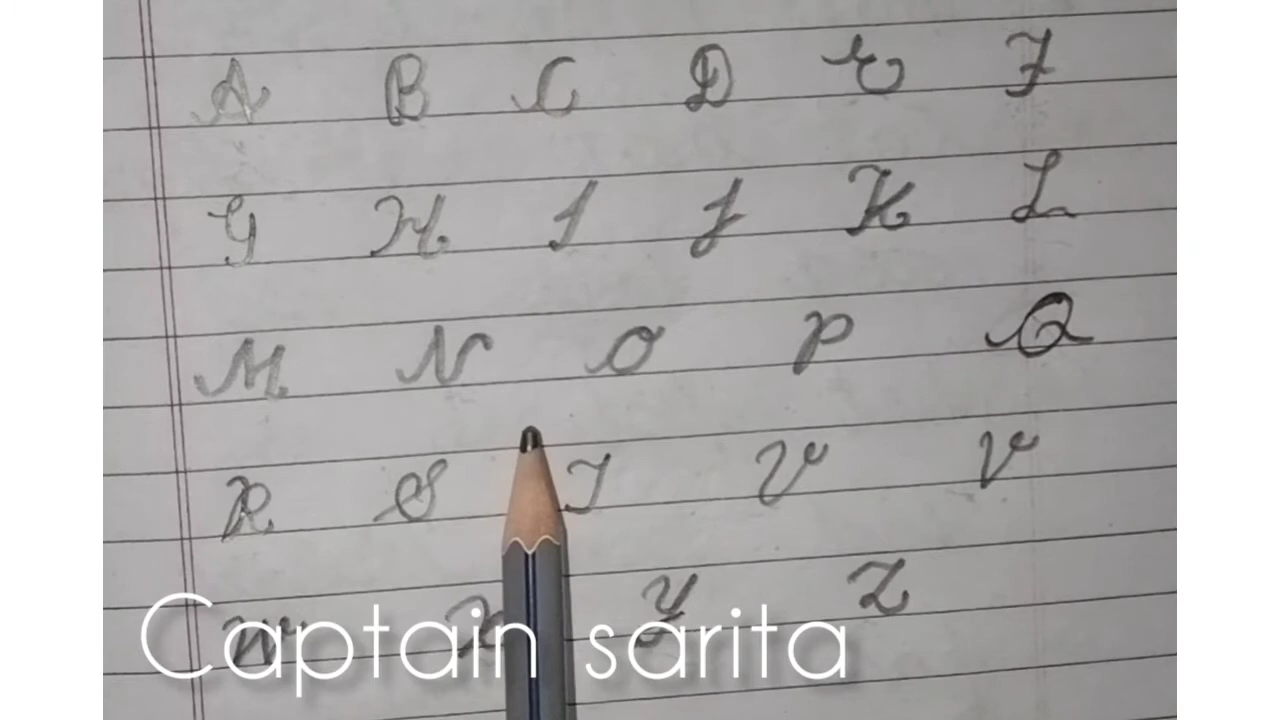 A B C D E F
G H I J K L
M N O P Q
R S T U V
W X Y Z
Captain sarita